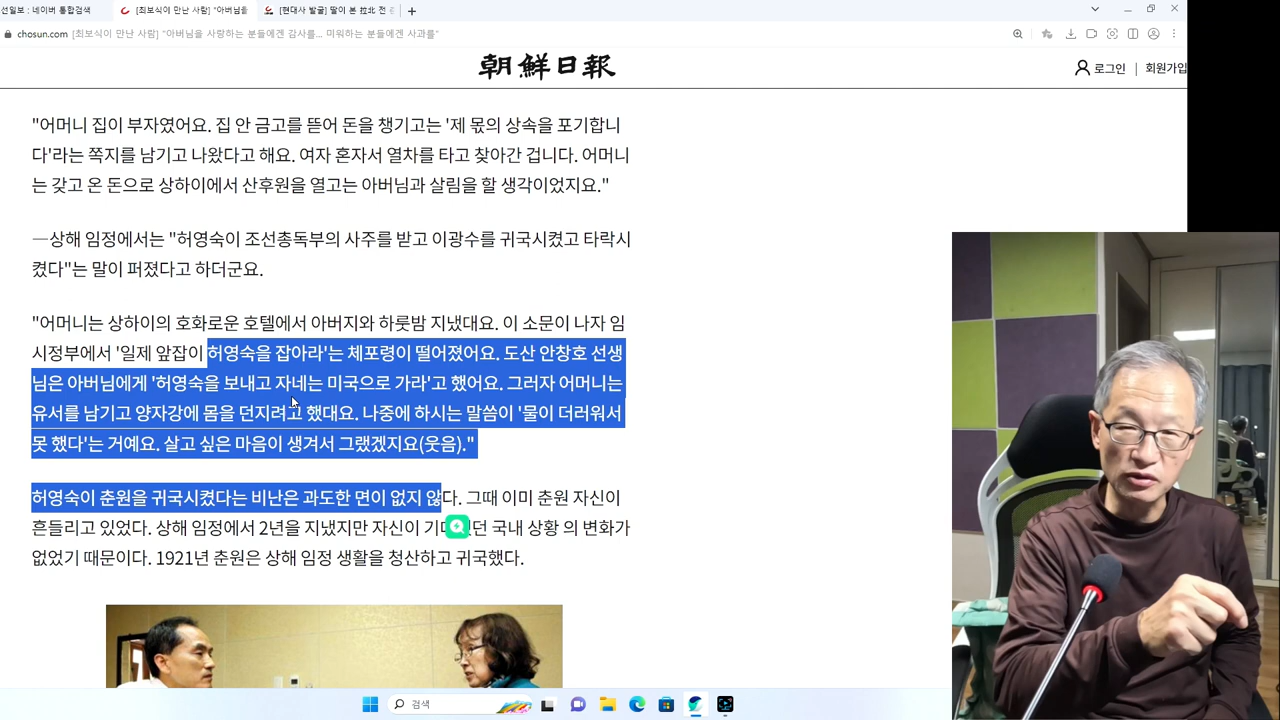 선일보 : 네이버 통합검색
[최보식이 만난 사람] "아버님을
[현대사 발굴] 딸이 본 拉北 전
chosun.com [최보식이 만난 사람] "아버님을 사랑하는 분들에겐 감사를... 미워하는 분들에겐 사과를"
朝鮮日報
로그인 | 회원가입
"어머니 집이 부자였어요. 집 안 금고를 뜯어 돈을 챙기고는 '제 몫의 상속을 포기합니
다'라는 쪽지를 남기고 나왔다고 해요. 여자 혼자서 열차를 타고 찾아간 겁니다. 어머니
는 갖고 온 돈으로 상하이에서 산후원을 열고는 아버님과 살림을 할 생각이었지요."
―상해 임정에서는 "허영숙이 조선총독부의 사주를 받고 이광수를 귀국시켰고 타락시
켰다"는 말이 퍼졌다고 하더군요.
"어머니는 상하이의 호화로운 호텔에서 아버지와 하룻밤 지냈대요. 이 소문이 나자 임
시정부에서 '일제 앞잡이 허영숙을 잡아라'는 체포령이 떨어졌어요. 도산 안창호 선생
님은 아버님에게 '허영숙을 보내고 자네는 미국으로 가라'고 했어요. 그러자 어머니는
유서를 남기고 양자강에 몸을 던지려고 했대요. 나중에 하시는 말씀이 '물이 더러워서
못 했다'는 거예요. 살고 싶은 마음이 생겨서 그랬겠지요(웃음)."
허영숙이 춘원을 귀국시켰다는 비난은 과도한 면이 없지 않다. 그때 이미 춘원 자신이
흔들리고 있었다. 상해 임정에서 2년을 지냈지만 자신이 던 국내 상황 의 변화가
없었기 때문이다. 1921년 춘원은 상해 임정 생활을 청산하고 귀국했다.
검색